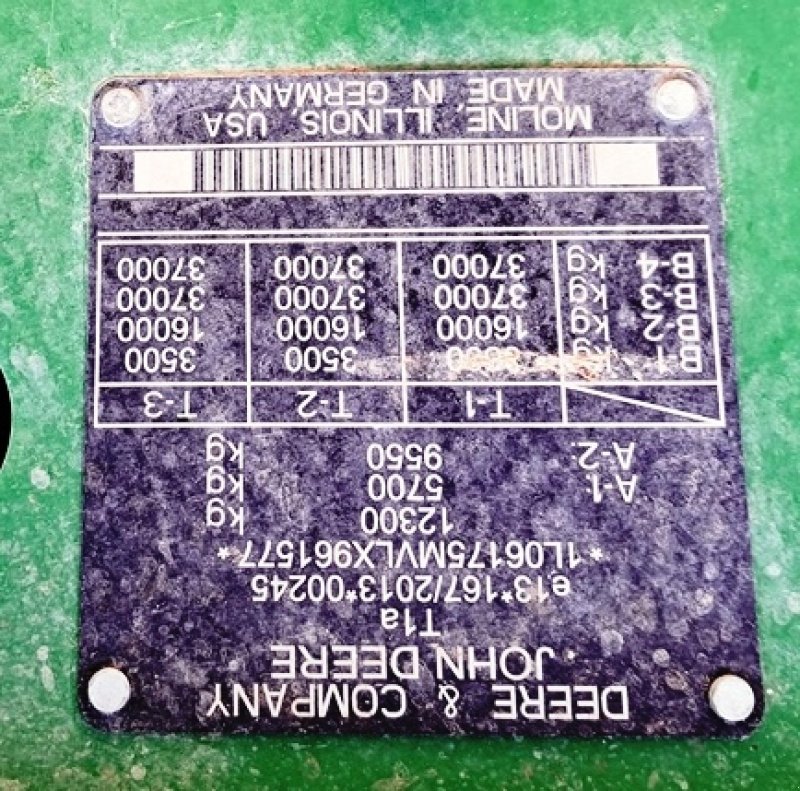 DEERE & COMPANY
JOHN DEERE
T1a
e13*167/2013*00245
*1L06175MVLX961577*
12300 kg
A-1: 5700 kg
A-2: 9550 kg
T-1 T-2 T-3
B-1 kg 3500 3500 3500
B-2 kg 16000 16000 16000
B-3 kg 37000 37000 37000
B-4 kg 37000 37000 37000
MOLINE, ILLINOIS, USA
MADE IN GERMANY